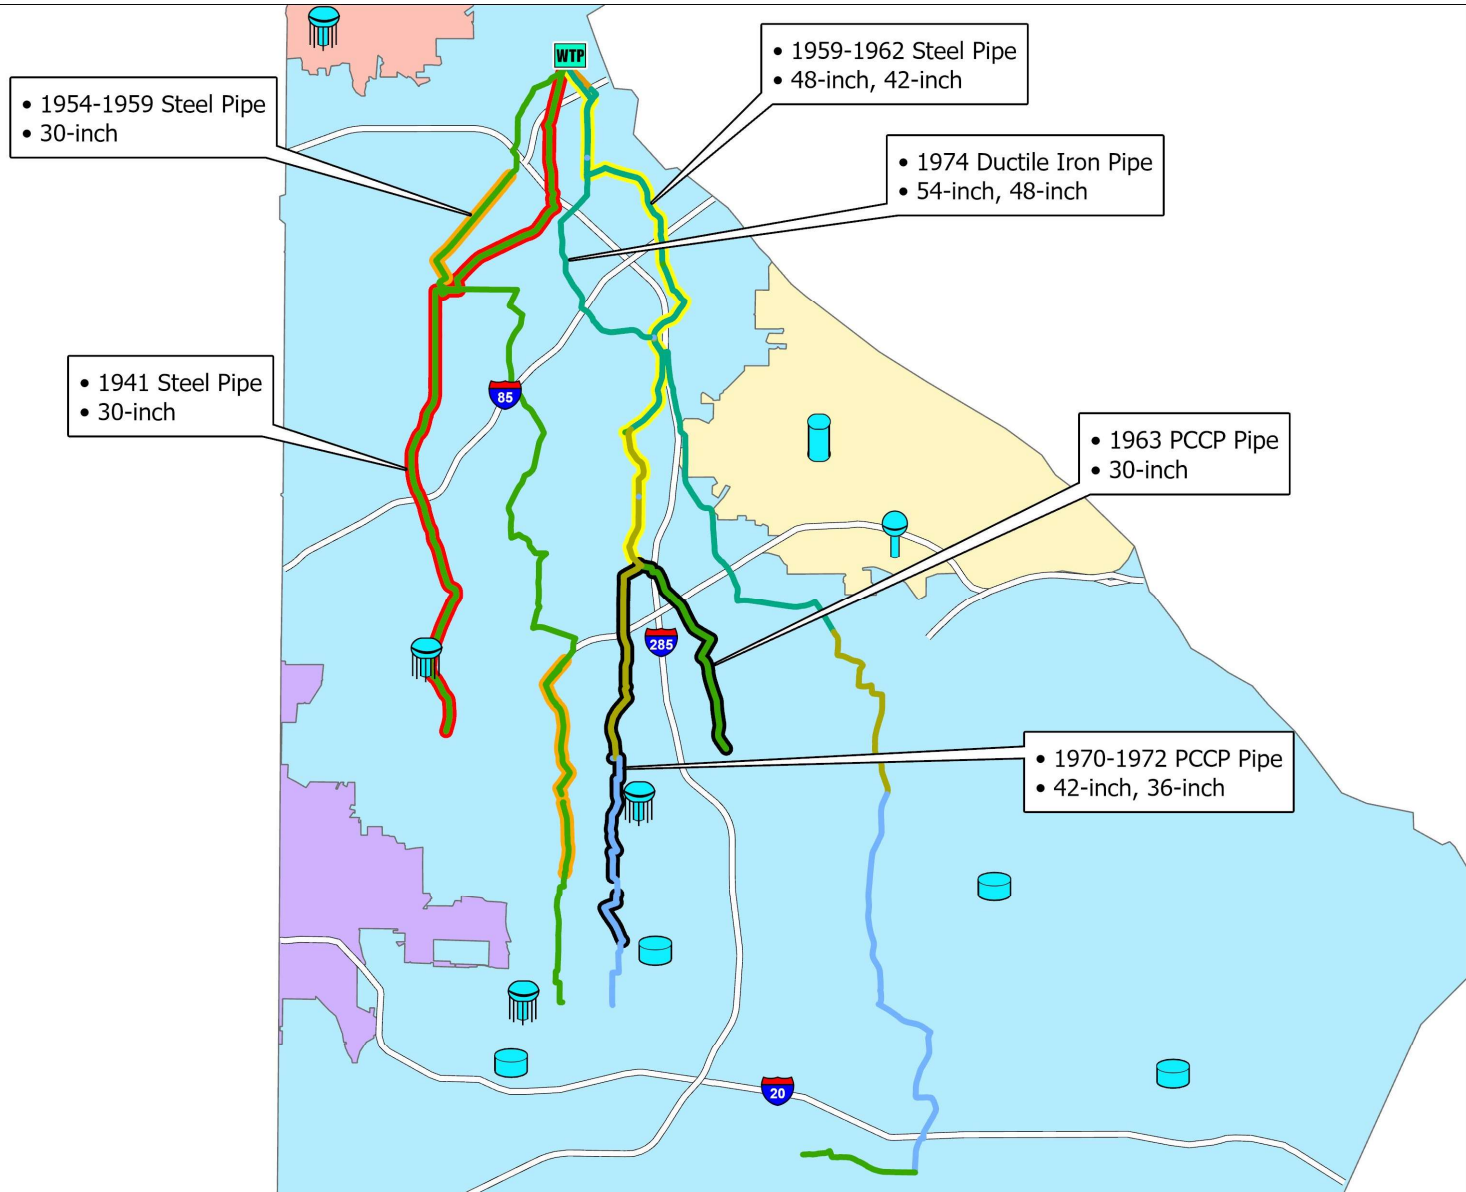 WTP
• 1959-1962 Steel Pipe
• 48-inch, 42-inch
• 1954-1959 Steel Pipe
• 30-inch
• 1974 Ductile Iron Pipe
• 54-inch, 48-inch
• 1941 Steel Pipe
• 30-inch
85
• 1963 PCCP Pipe
• 30-inch
285
• 1970-1972 PCCP Pipe
• 42-inch, 36-inch
20